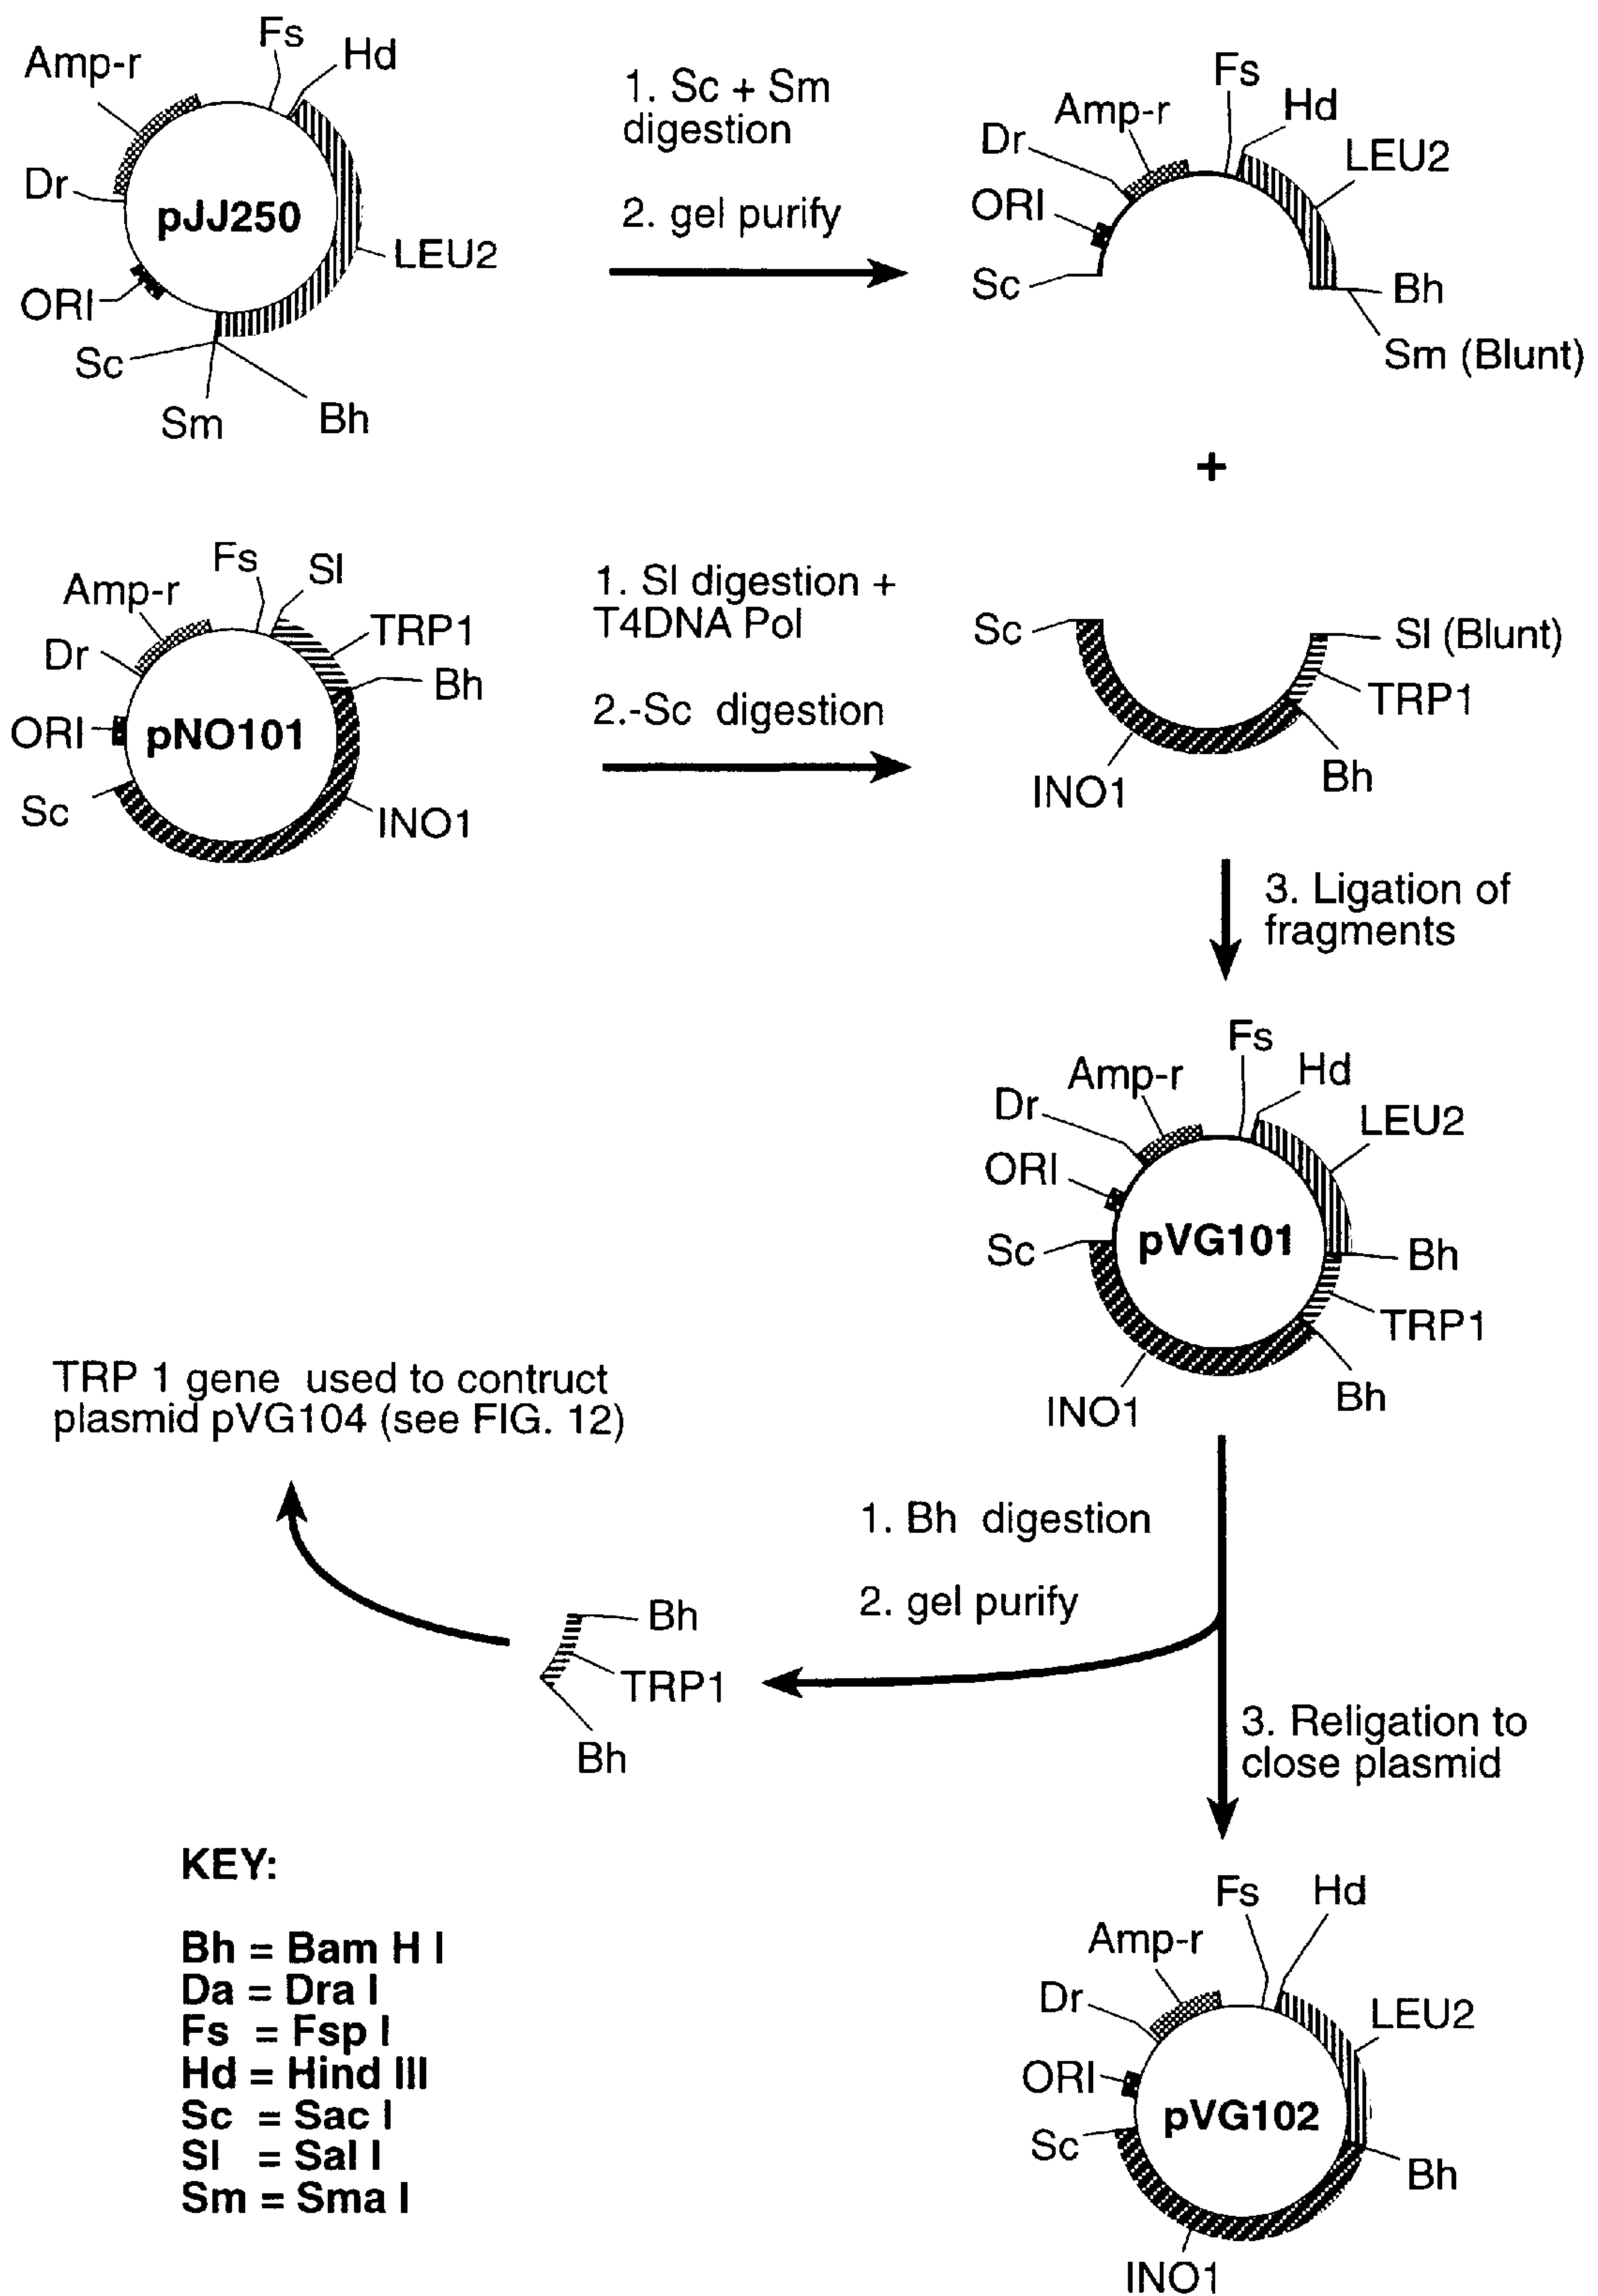 Fs
Hd
Amp-r
Dr
pJJ250
LEU2
ORI
Sc
Sm
Bh
1. Sc + Sm
digestion
2. gel purify
Fs
Hd
Amp-r
Dr
LEU2
ORI
Sc
Bh
Sm (Blunt)
+
Fs
Sl
Amp-r
TRP1
Dr
Bh
ORI
pNO101
Sc
INO1
1. Sl digestion +
T4DNA Pol
2.-Sc digestion
Sc
Sl (Blunt)
TRP1
Bh
INO1
3. Ligation of
fragments
Fs
Hd
Amp-r
Dr
LEU2
ORI
pVG101
Sc
Bh
TRP1
Bh
INO1
TRP 1 gene used to contruct
plasmid pVG104 (see FIG. 12)
1. Bh digestion
2. gel purify
Bh
TRP1
Bh
3. Religation to
close plasmid
KEY:
Bh = Bam H I
Da = Dra I
Fs = Fsp I
Hd = Hind III
Sc = Sac I
Sl = Sal I
Sm = Sma I
Fs
Hd
Amp-r
Dr
LEU2
ORI
pVG102
Sc
Bh
INO1